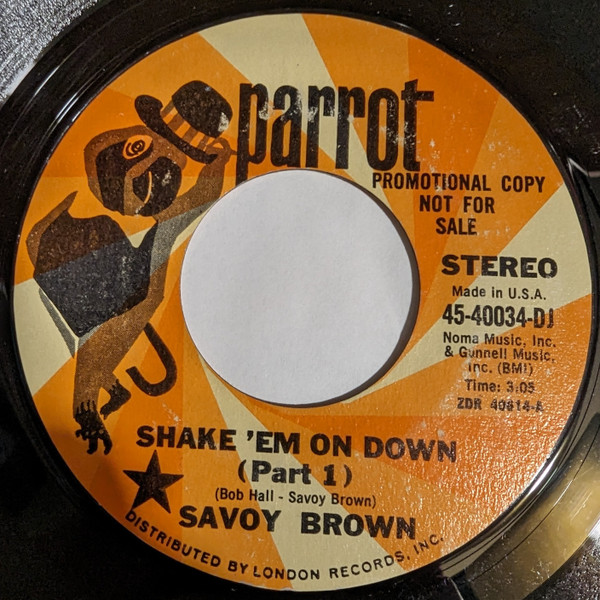 parrot
PROMOTIONAL COPY
NOT FOR
SALE
STEREO
Made in U.S.A.
45-40034-DJ
Noma Music, Inc.
& Gunnell Music,
Inc. (BMI)
Time: 3:05
ZDR 40814-A
SHAKE 'EM ON DOWN
(Part 1)
(Bob Hall - Savoy Brown)
SAVOY BROWN
DISTRIBUTED BY LONDON RECORDS, INC.